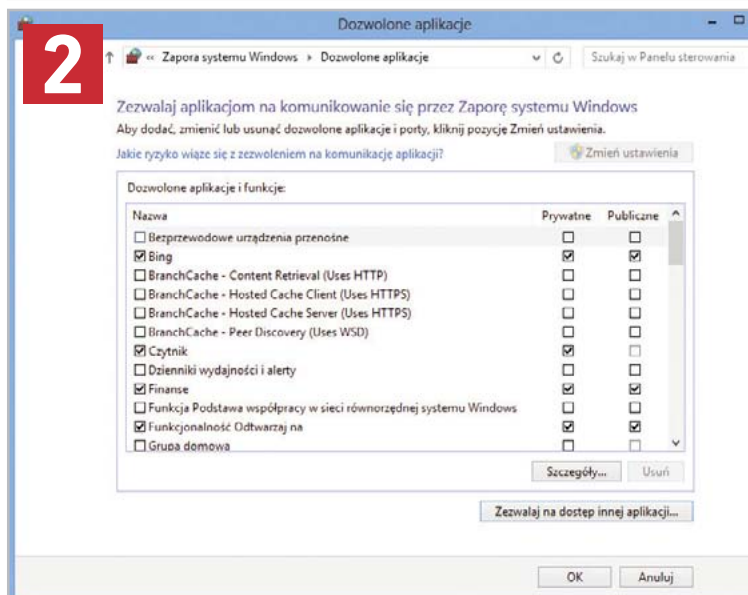 Dozwolone aplikacje
2
« Zapora systemu Windows ▸ Dozwolone aplikacje
Szukaj w Panelu sterowania
Zezwalaj aplikacjom na komunikowanie się przez Zaporę systemu Windows
Aby dodać, zmienić lub usunąć dozwolone aplikacje i porty, kliknij pozycję Zmień ustawienia.
Jakie ryzyko wiąże się z zezwoleniem na komunikację aplikacji? Zmień ustawienia
Dozwolone aplikacje i funkcje:
Nazwa Prywatne Publiczne
Bezprzewodowe urządzenia przenośne
Bing
BranchCache - Content Retrieval (Uses HTTP)
BranchCache - Hosted Cache Client (Uses HTTPS)
BranchCache - Hosted Cache Server (Uses HTTPS)
BranchCache - Peer Discovery (Uses WSD)
Czytnik
Dzienniki wydajności i alerty
Finanse
Funkcja Podstawa współpracy w sieci równorzędnej systemu Windows
Funkcjonalność Odtwarzaj na
Grupa domowa
Szczegóły... Usuń
Zezwalaj na dostęp innej aplikacji...
OK Anuluj